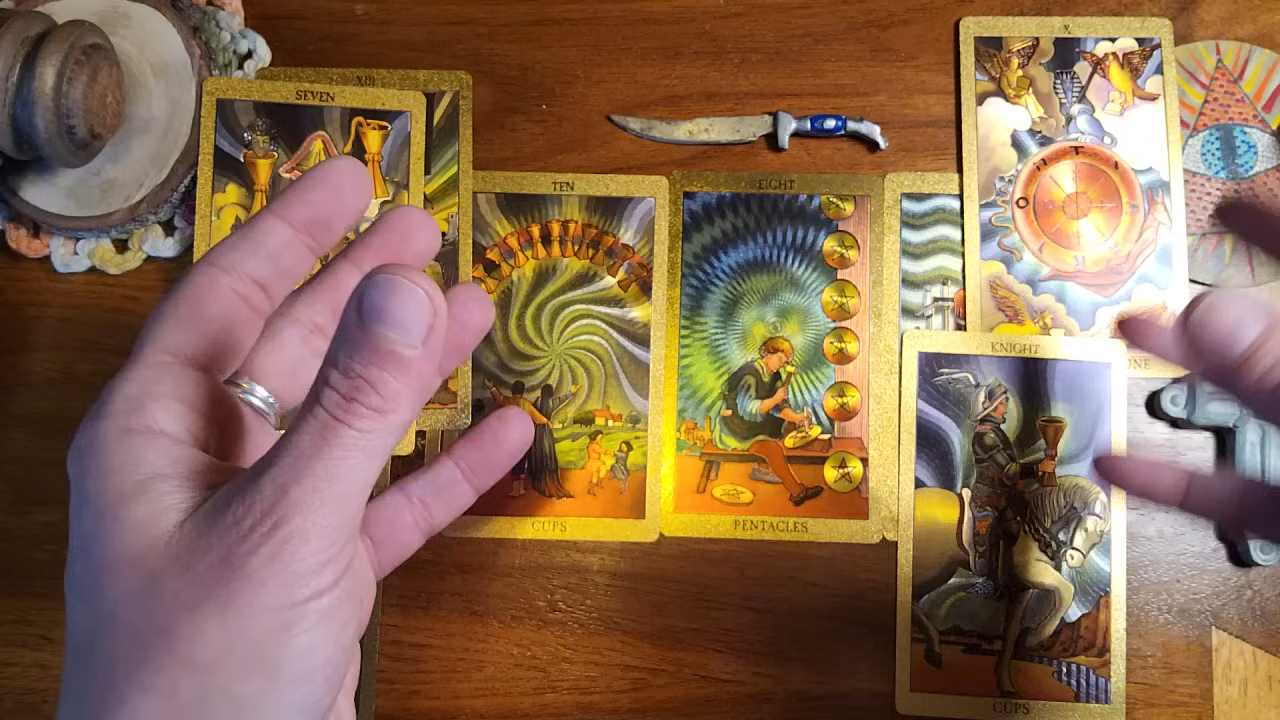 XIII
SEVEN
TEN
CUPS
EIGHT
PENTACLES
X
KNIGHT
CUPS